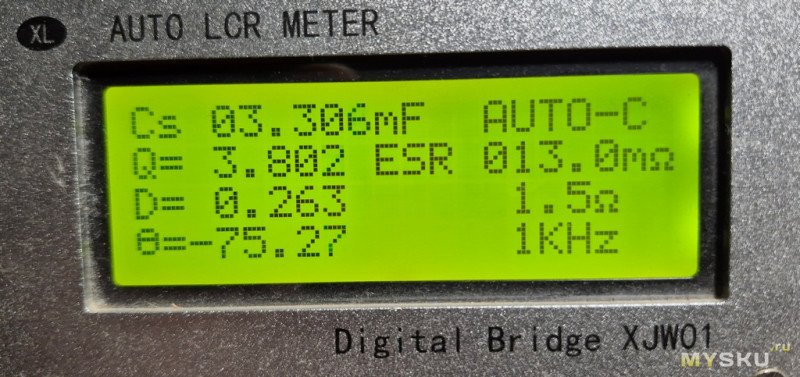 XL AUTO LCR METER
Cs 03.306mF AUTO-C
Q= 3.802 ESR 013.0mΩ
D= 0.263 1.5Ω
θ=-75.27 1KHz
Digital Bridge XJW01
MYSKU.ru